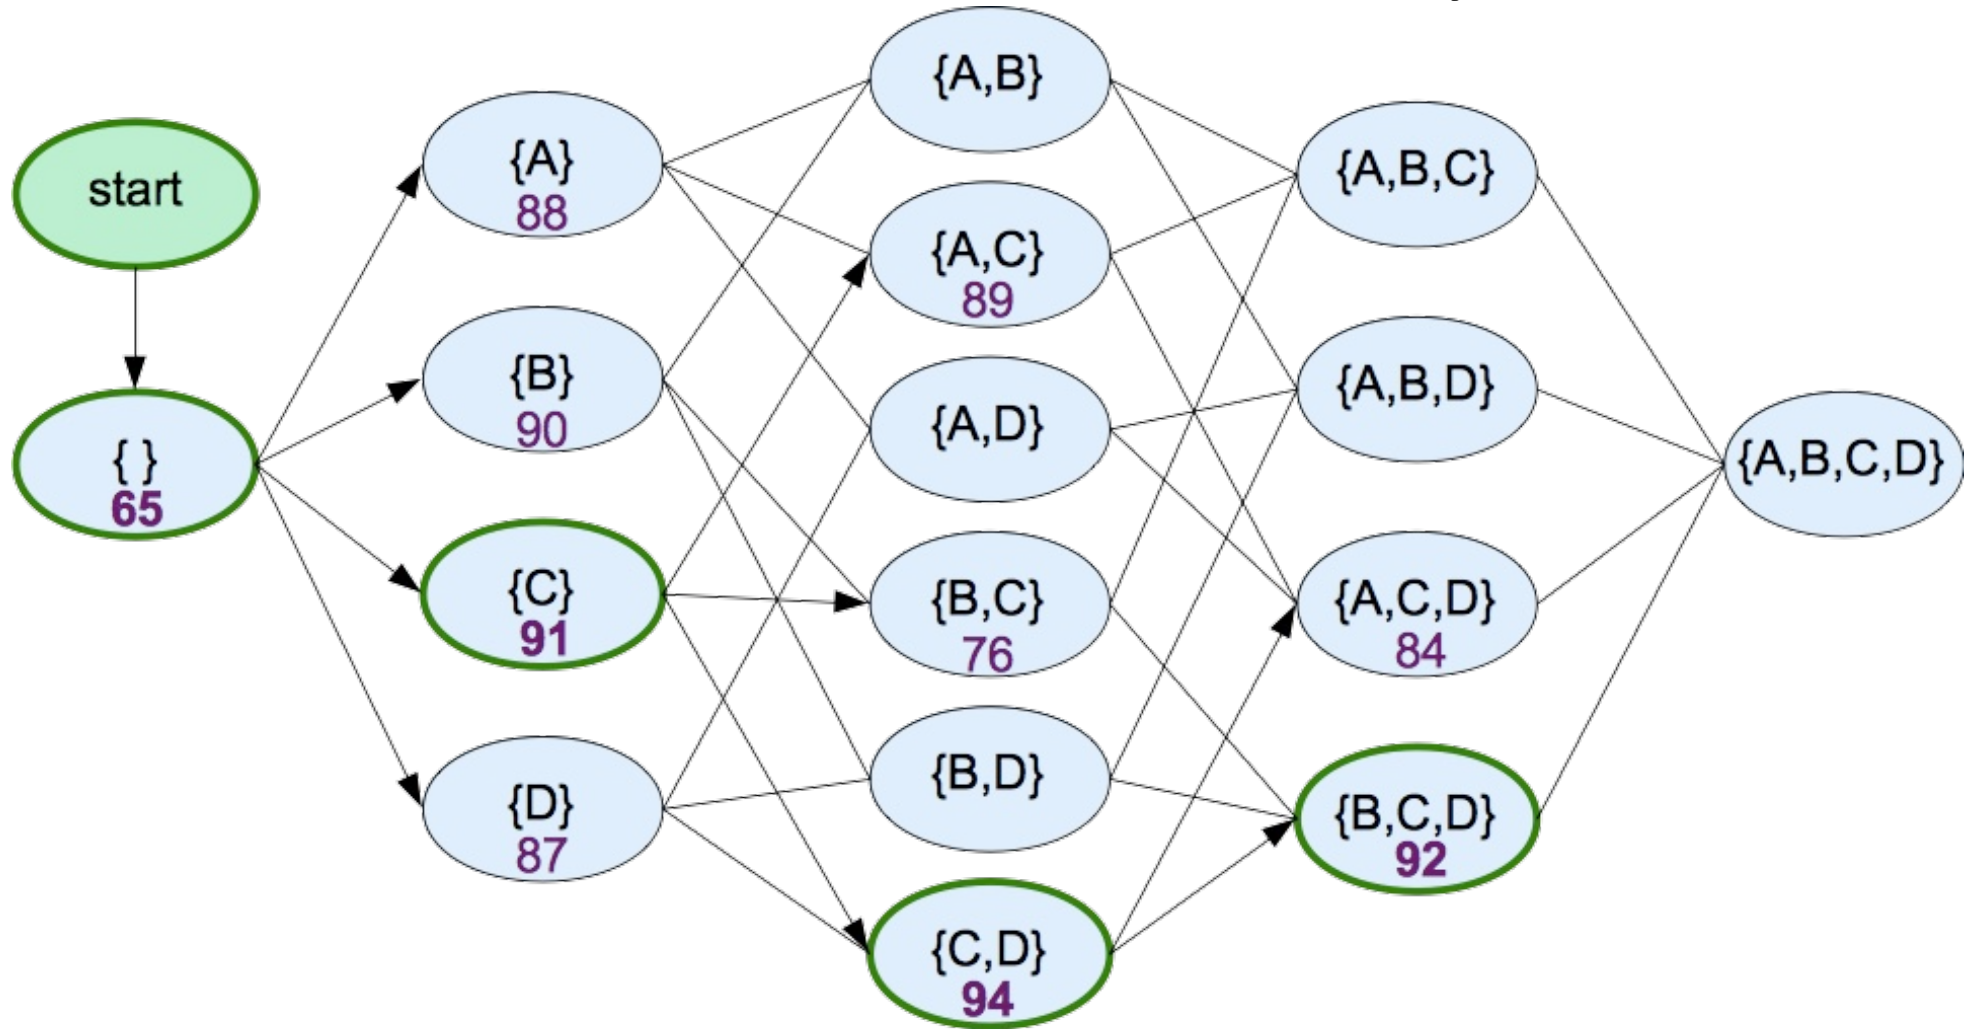 start
{ }
65
{A}
88
{B}
90
{C}
91
{D}
87
{A,B}
{A,C}
89
{A,D}
{B,C}
76
{B,D}
{C,D}
94
{A,B,C}
{A,B,D}
{A,C,D}
84
{B,C,D}
92
{A,B,C,D}